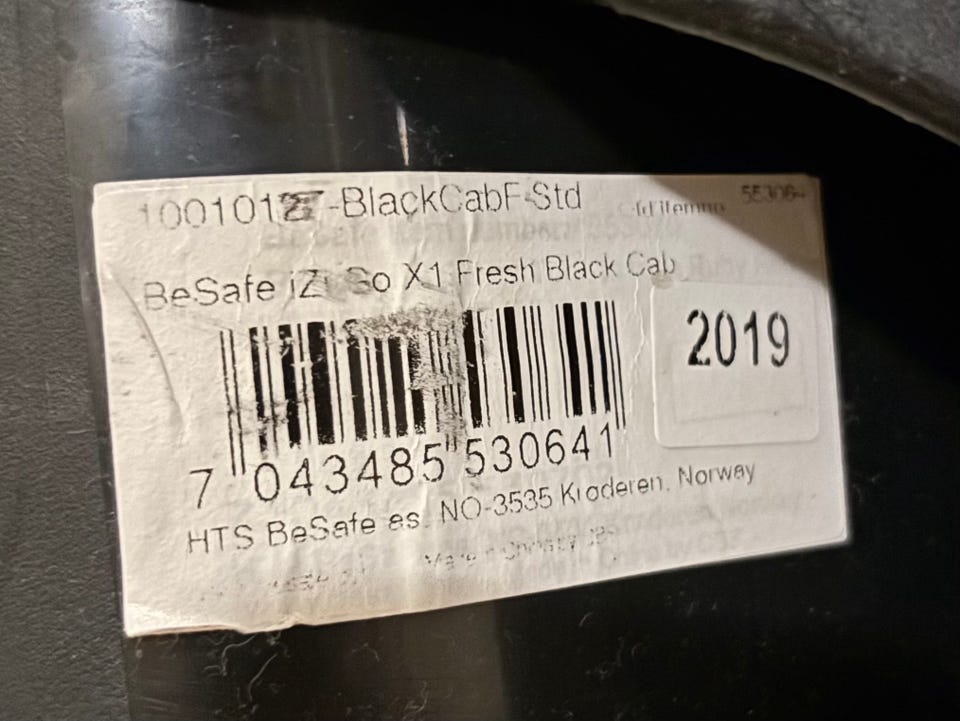 -BlackCabF-Std
BeSafe iZi Go X1 Fresh Black Cab
2019
7 043485 530641
HTS BeSafe as. NO-3535 Krøderen, Norway